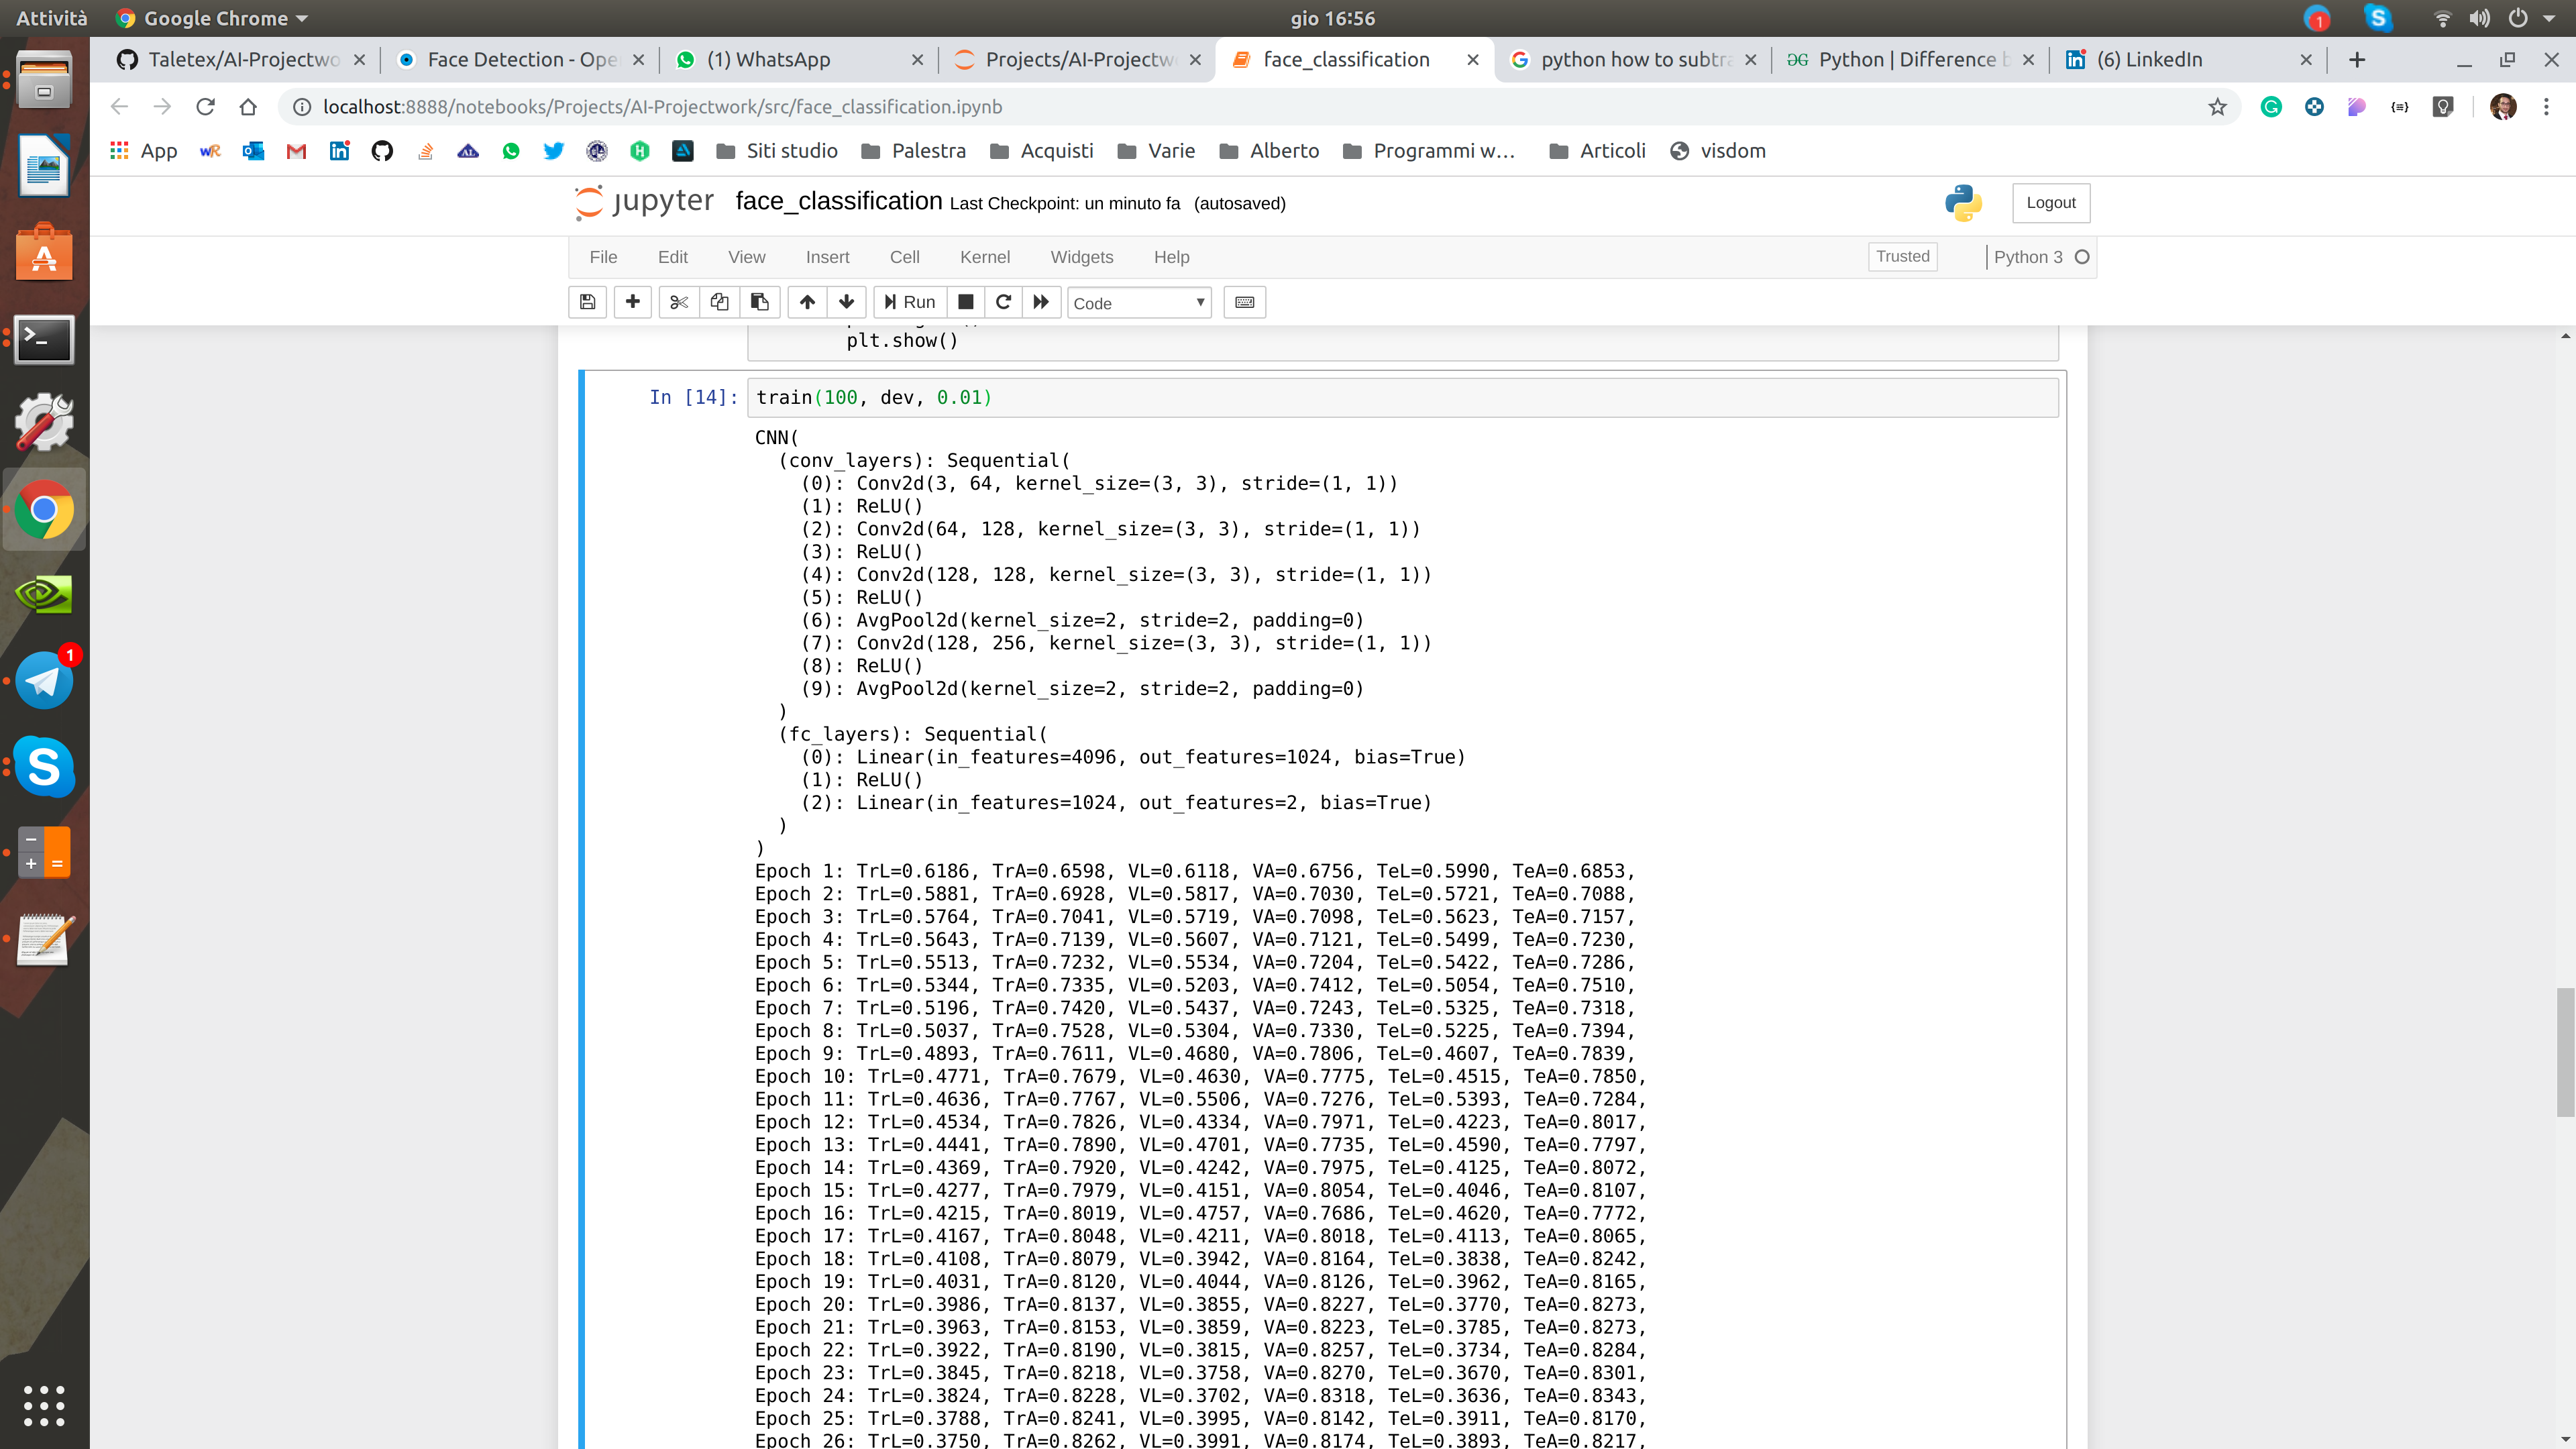 Attività Google Chrome gio 16:56 1
Taletex/AI-Projectwo Face Detection - Ope (1) WhatsApp Projects/AI-Projectw face_classification python how to subtra Python | Difference b (6) LinkedIn
localhost:8888/notebooks/Projects/AI-Projectwork/src/face_classification.ipynb
App Siti studio Palestra Acquisti Varie Alberto Programmi w... Articoli visdom
jupyter face_classification Last Checkpoint: un minuto fa (autosaved) Logout
File Edit View Insert Cell Kernel Widgets Help Trusted Python 3
Run Code
plt.show()
In [14]: train(100, dev, 0.01)
CNN(
(conv_layers): Sequential(
(0): Conv2d(3, 64, kernel_size=(3, 3), stride=(1, 1))
(1): ReLU()
(2): Conv2d(64, 128, kernel_size=(3, 3), stride=(1, 1))
(3): ReLU()
(4): Conv2d(128, 128, kernel_size=(3, 3), stride=(1, 1))
(5): ReLU()
(6): AvgPool2d(kernel_size=2, stride=2, padding=0)
(7): Conv2d(128, 256, kernel_size=(3, 3), stride=(1, 1))
(8): ReLU()
(9): AvgPool2d(kernel_size=2, stride=2, padding=0)
)
(fc_layers): Sequential(
(0): Linear(in_features=4096, out_features=1024, bias=True)
(1): ReLU()
(2): Linear(in_features=1024, out_features=2, bias=True)
)
)
Epoch 1: TrL=0.6186, TrA=0.6598, VL=0.6118, VA=0.6756, TeL=0.5990, TeA=0.6853,
Epoch 2: TrL=0.5881, TrA=0.6928, VL=0.5817, VA=0.7030, TeL=0.5721, TeA=0.7088,
Epoch 3: TrL=0.5764, TrA=0.7041, VL=0.5719, VA=0.7098, TeL=0.5623, TeA=0.7157,
Epoch 4: TrL=0.5643, TrA=0.7139, VL=0.5607, VA=0.7121, TeL=0.5499, TeA=0.7230,
Epoch 5: TrL=0.5513, TrA=0.7232, VL=0.5534, VA=0.7204, TeL=0.5422, TeA=0.7286,
Epoch 6: TrL=0.5344, TrA=0.7335, VL=0.5203, VA=0.7412, TeL=0.5054, TeA=0.7510,
Epoch 7: TrL=0.5196, TrA=0.7420, VL=0.5437, VA=0.7243, TeL=0.5325, TeA=0.7318,
Epoch 8: TrL=0.5037, TrA=0.7528, VL=0.5304, VA=0.7330, TeL=0.5225, TeA=0.7394,
Epoch 9: TrL=0.4893, TrA=0.7611, VL=0.4680, VA=0.7806, TeL=0.4607, TeA=0.7839,
Epoch 10: TrL=0.4771, TrA=0.7679, VL=0.4630, VA=0.7775, TeL=0.4515, TeA=0.7850,
Epoch 11: TrL=0.4636, TrA=0.7767, VL=0.5506, VA=0.7276, TeL=0.5393, TeA=0.7284,
Epoch 12: TrL=0.4534, TrA=0.7826, VL=0.4334, VA=0.7971, TeL=0.4223, TeA=0.8017,
Epoch 13: TrL=0.4441, TrA=0.7890, VL=0.4701, VA=0.7735, TeL=0.4590, TeA=0.7797,
Epoch 14: TrL=0.4369, TrA=0.7920, VL=0.4242, VA=0.7975, TeL=0.4125, TeA=0.8072,
Epoch 15: TrL=0.4277, TrA=0.7979, VL=0.4151, VA=0.8054, TeL=0.4046, TeA=0.8107,
Epoch 16: TrL=0.4215, TrA=0.8019, VL=0.4757, VA=0.7686, TeL=0.4620, TeA=0.7772,
Epoch 17: TrL=0.4167, TrA=0.8048, VL=0.4211, VA=0.8018, TeL=0.4113, TeA=0.8065,
Epoch 18: TrL=0.4108, TrA=0.8079, VL=0.3942, VA=0.8164, TeL=0.3838, TeA=0.8242,
Epoch 19: TrL=0.4031, TrA=0.8120, VL=0.4044, VA=0.8126, TeL=0.3962, TeA=0.8165,
Epoch 20: TrL=0.3986, TrA=0.8137, VL=0.3855, VA=0.8227, TeL=0.3770, TeA=0.8273,
Epoch 21: TrL=0.3963, TrA=0.8153, VL=0.3859, VA=0.8223, TeL=0.3785, TeA=0.8273,
Epoch 22: TrL=0.3922, TrA=0.8190, VL=0.3815, VA=0.8257, TeL=0.3734, TeA=0.8284,
Epoch 23: TrL=0.3845, TrA=0.8218, VL=0.3758, VA=0.8270, TeL=0.3670, TeA=0.8301,
Epoch 24: TrL=0.3824, TrA=0.8228, VL=0.3702, VA=0.8318, TeL=0.3636, TeA=0.8343,
Epoch 25: TrL=0.3788, TrA=0.8241, VL=0.3995, VA=0.8142, TeL=0.3911, TeA=0.8170,
Epoch 26: TrL=0.3750, TrA=0.8262, VL=0.3991, VA=0.8174, TeL=0.3893, TeA=0.8217,